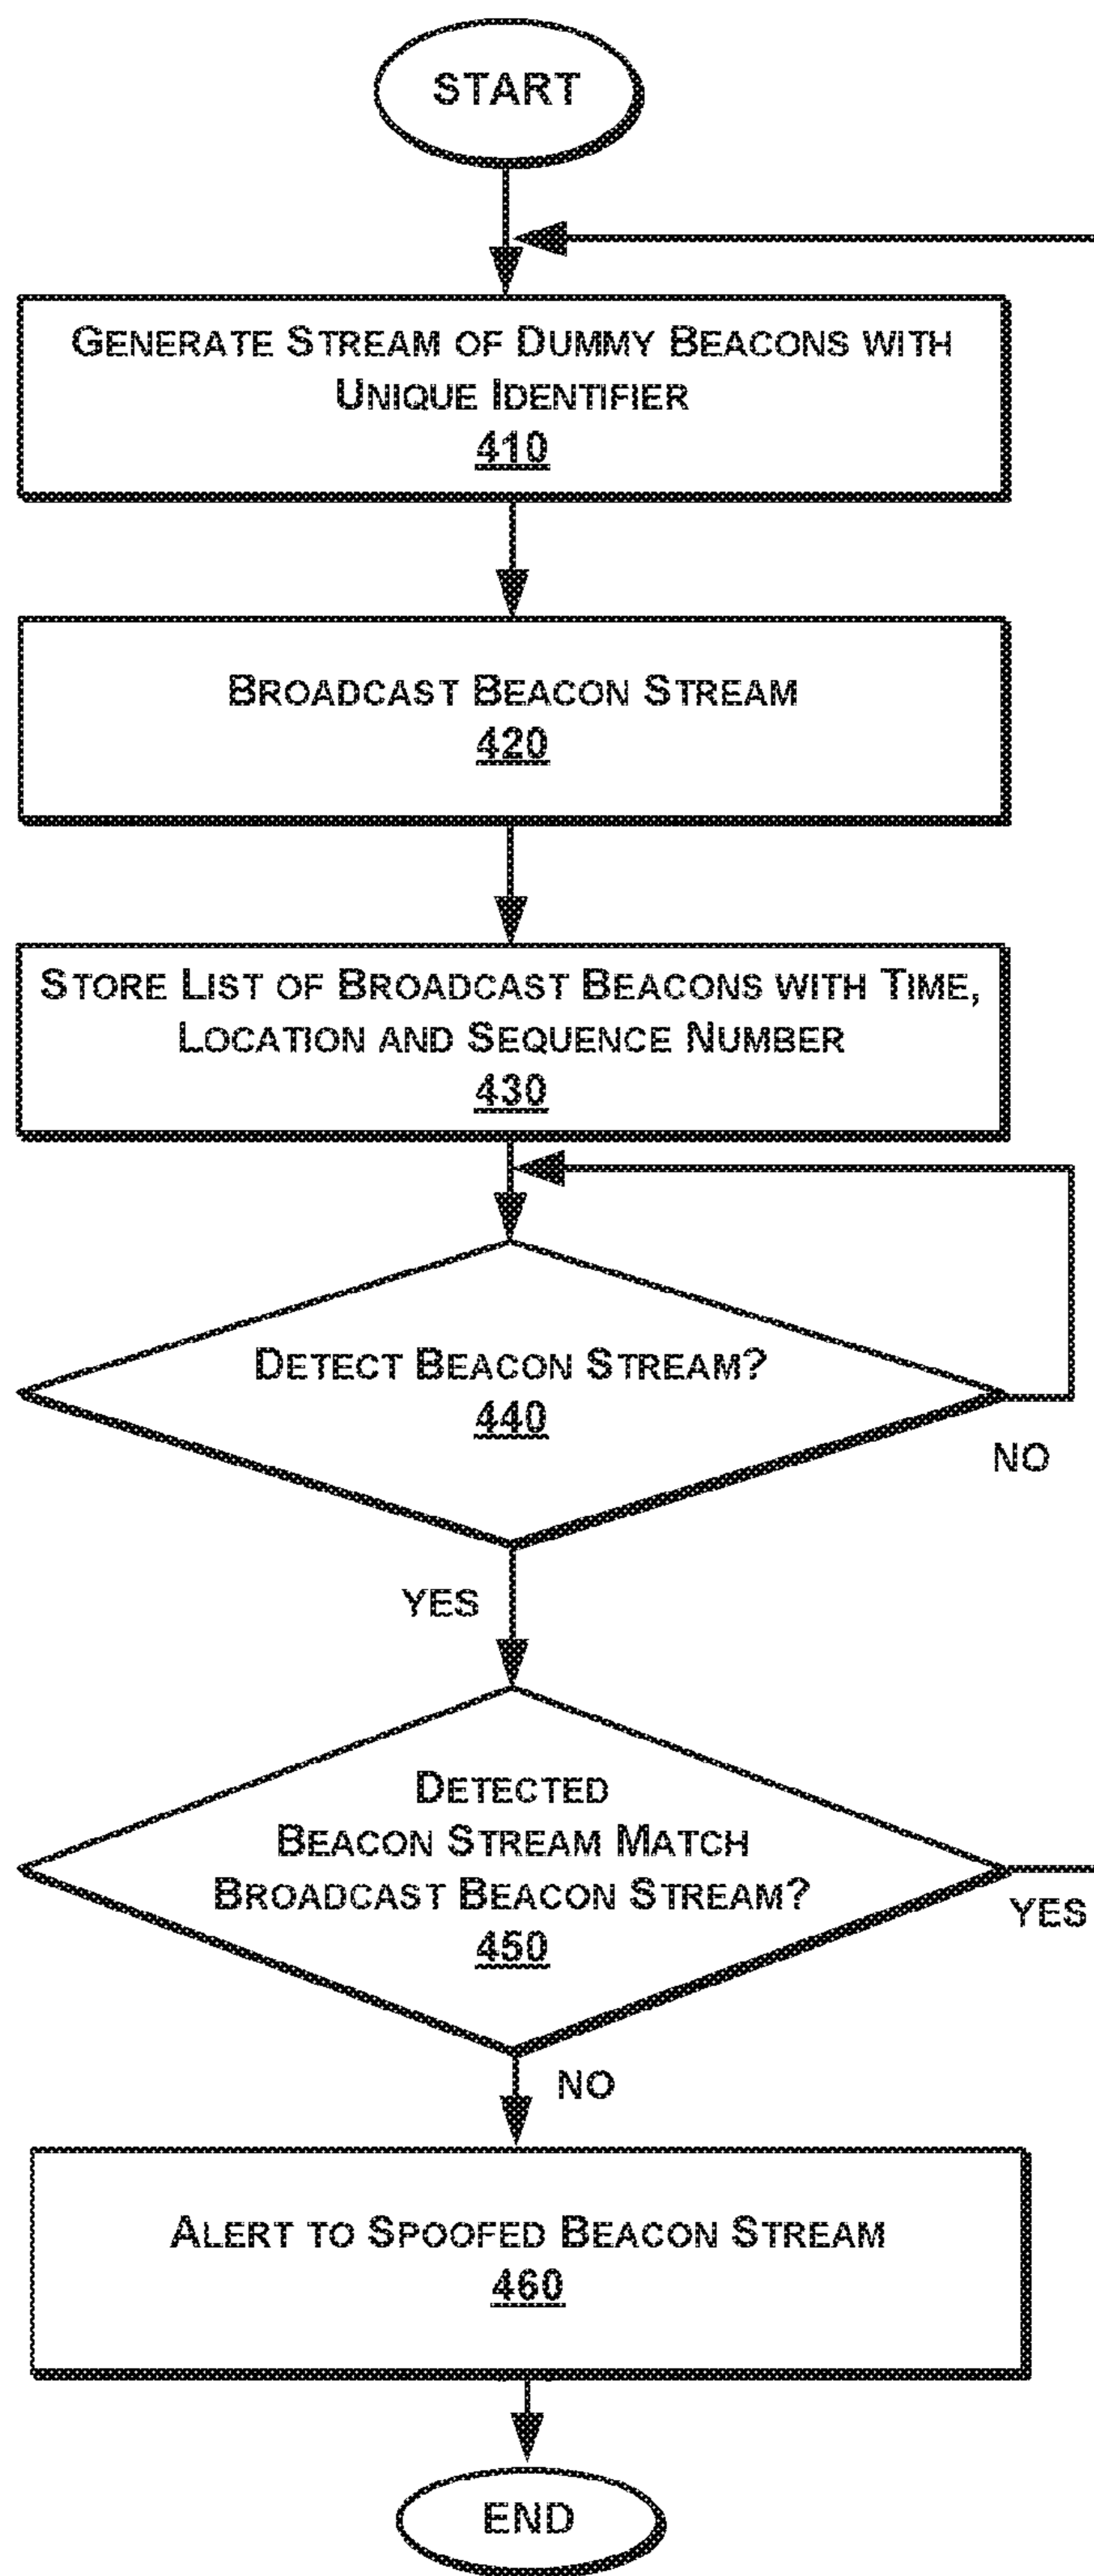 START
GENERATE STREAM OF DUMMY BEACONS WITH
UNIQUE IDENTIFIER
410
BROADCAST BEACON STREAM
420
STORE LIST OF BROADCAST BEACONS WITH TIME,
LOCATION AND SEQUENCE NUMBER
430
DETECT BEACON STREAM?
440
NO
YES
DETECTED
BEACON STREAM MATCH
BROADCAST BEACON STREAM?
450
YES
NO
ALERT TO SPOOFED BEACON STREAM
460
END